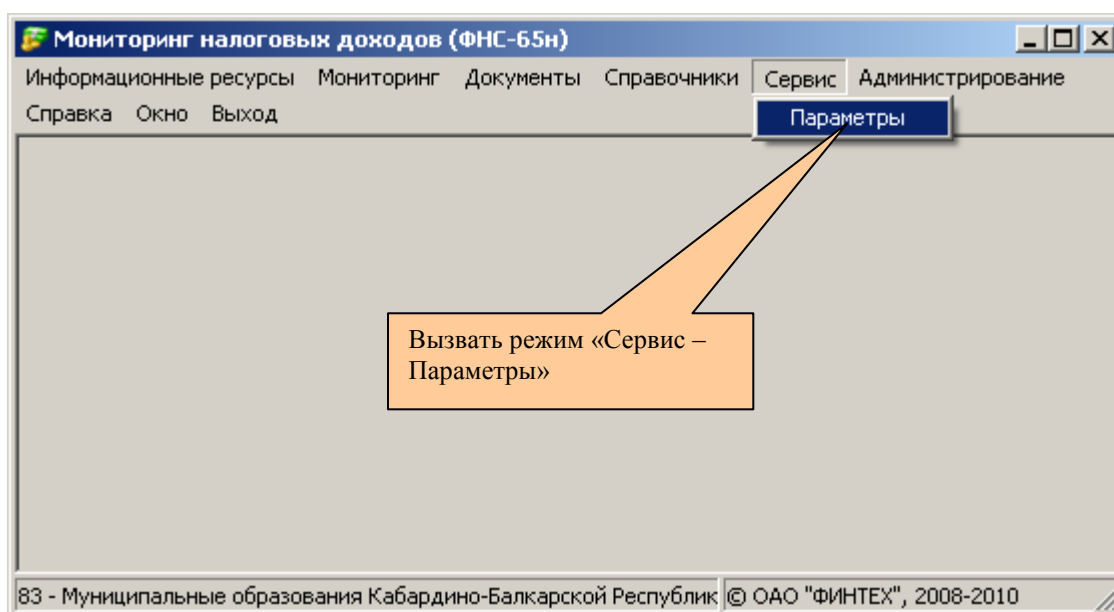 Мониторинг налоговых доходов (ФНС-65н)
Информационные ресурсы Мониторинг Документы Справочники Сервис Администрирование
Справка Окно Выход
Параметры
Вызвать режим «Сервис –
Параметры»
83 - Муниципальные образования Кабардино-Балкарской Республик © ОАО "ФИНТЕХ", 2008-2010